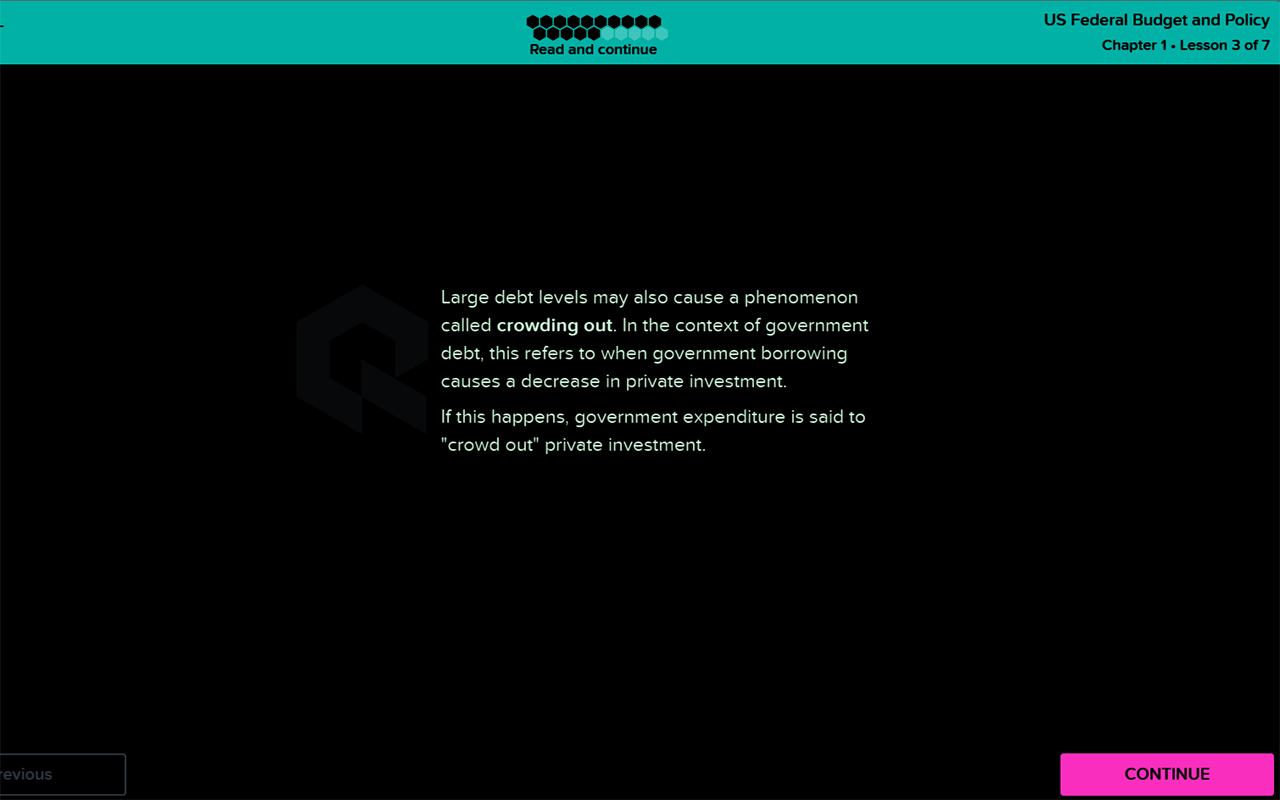 Read and continue
US Federal Budget and Policy
Chapter 1 • Lesson 3 of 7
Large debt levels may also cause a phenomenon
called crowding out. In the context of government
debt, this refers to when government borrowing
causes a decrease in private investment.
If this happens, government expenditure is said to
"crowd out" private investment.
revious
CONTINUE